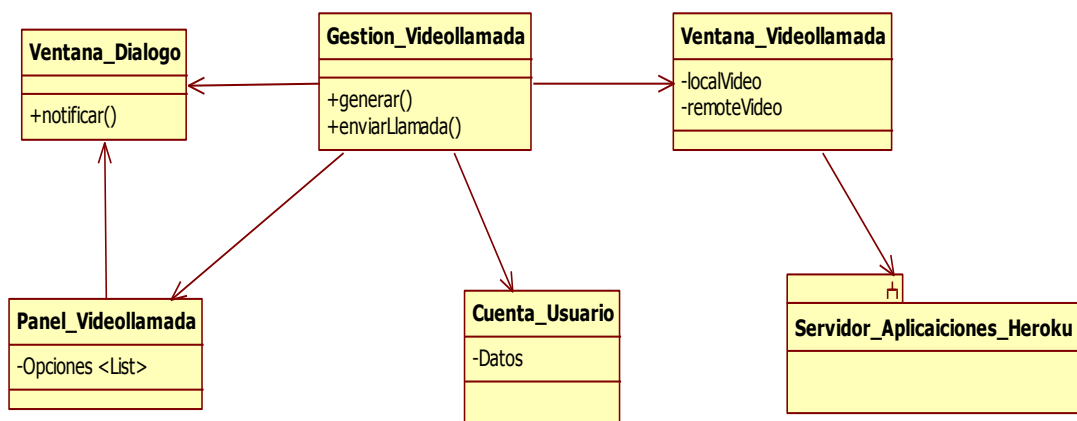 Ventana_Dialogo
+notificar()
Gestion_Videollamada
+generar()
+enviarLlamada()
Ventana_Videollamada
-localVideo
-remoteVideo
Panel_Videollamada
-Opciones <List>
Cuenta_Usuario
-Datos
Servidor_Aplicaiciones_Heroku